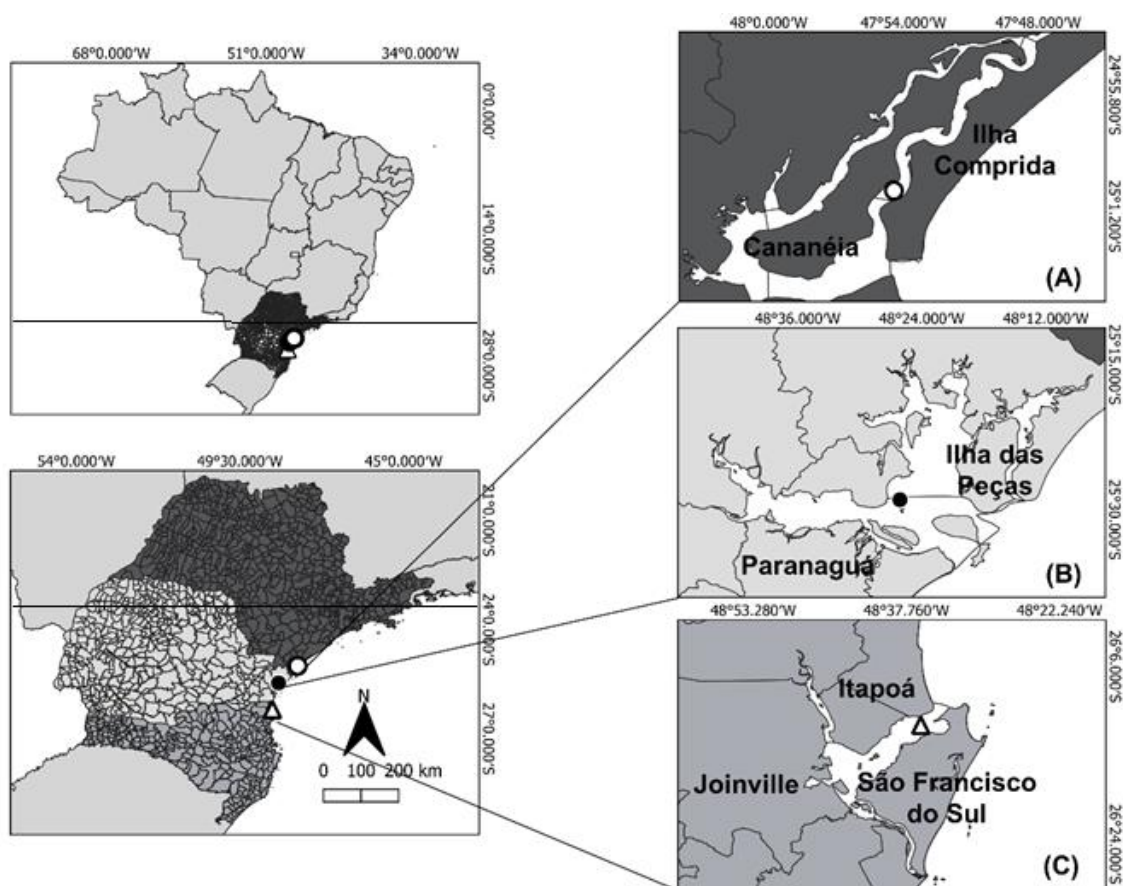 68°0.000'W 51°0.000'W 34°0.000'W
0°0.000'
14°0.000'S
28°0.000'S
54°0.000'W 49°30.000'W 45°0.000'W
21°0.000'S
24°0.000'S
27°0.000'S
N
0 100 200 km
48°0.000'W 47°54.000'W 47°48.000'W
24°55.800'S
25°1.200'S
Ilha
Comprida
Cananéia
(A)
48°36.000'W 48°24.000'W 48°12.000'W
25°15.000'S
25°30.000'S
Ilha das
Peças
Paranaguá
(B)
48°53.280'W 48°37.760'W 48°22.240'W
26°6.000'S
26°24.000'S
Itapoá
Joinville
São Francisco
do Sul
(C)